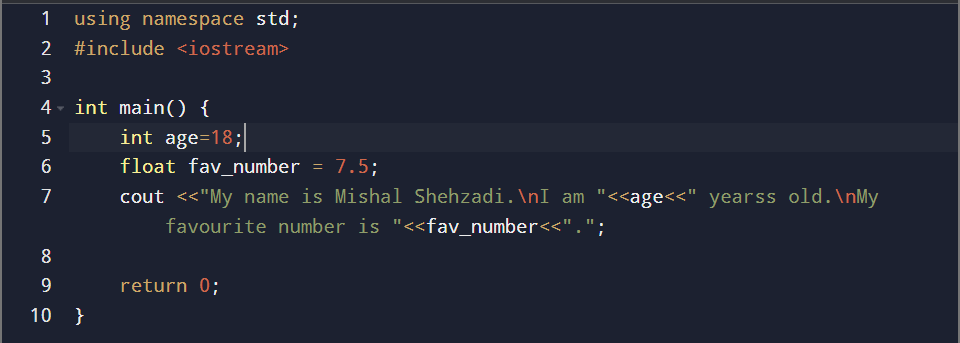 1 using namespace std;
2 #include <iostream>
3
4 int main() {
5     int age=18;
6     float fav_number = 7.5;
7     cout <<"My name is Mishal Shehzadi.\nI am "<<age<<" yearss old.\nMy
        favourite number is "<<fav_number<<".";
8
9     return 0;
10 }